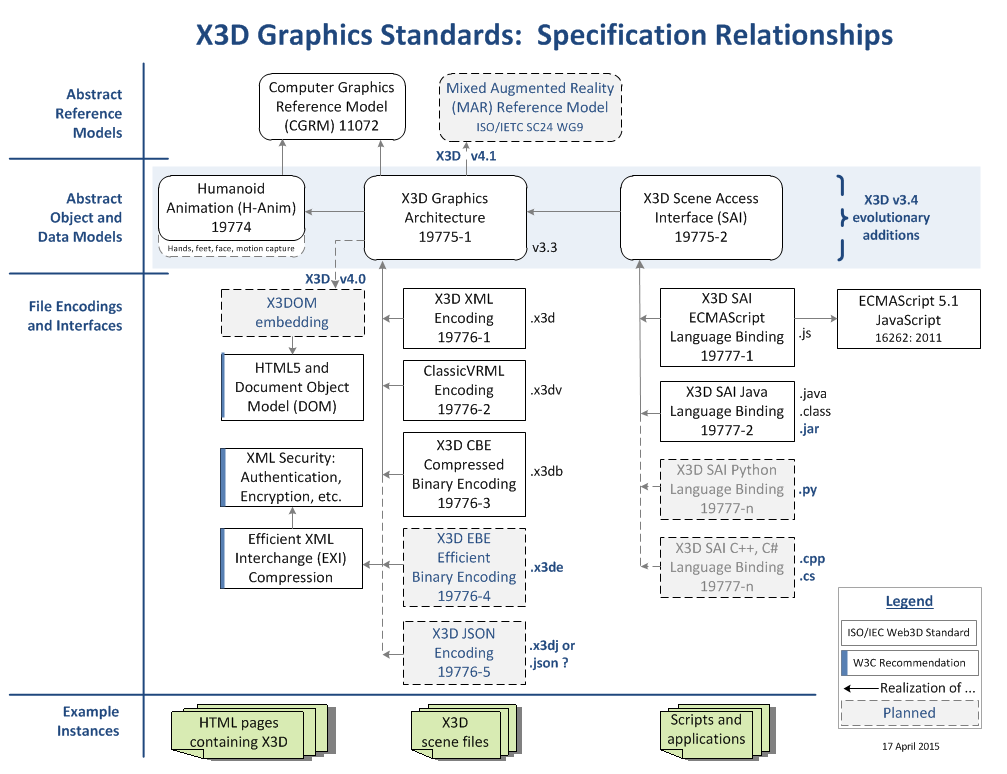 X3D Graphics Standards:  Specification Relationships
Abstract
Reference
Models
Computer Graphics
Reference Model
(CGRM) 11072
Mixed Augmented Reality
(MAR) Reference Model
ISO/IETC SC24 WG9
X3D v4.1
Abstract
Object and
Data Models
Humanoid
Animation (H-Anim)
19774
Hands, feet, face, motion capture
X3D Graphics
Architecture
19775-1
v3.3
X3D Scene Access
Interface (SAI)
19775-2
X3D v3.4
evolutionary
additions
X3D v4.0
File Encodings
and Interfaces
X3DOM
embedding
HTML5 and
Document Object
Model (DOM)
XML Security:
Authentication,
Encryption, etc.
Efficient XML
Interchange (EXI)
Compression
X3D XML
Encoding
19776-1
.x3d
ClassicVRML
Encoding
19776-2
.x3dv
X3D CBE
Compressed
Binary Encoding
19776-3
.x3db
X3D EBE
Efficient
Binary Encoding
19776-4
.x3de
X3D JSON
Encoding
19776-5
.x3dj or
.json ?
X3D SAI
ECMAScript
Language Binding
19777-1
.js
ECMAScript 5.1
JavaScript
16262: 2011
X3D SAI Java
Language Binding
19777-2
.java
.class
.jar
X3D SAI Python
Language Binding
19777-n
.py
X3D SAI C++, C#
Language Binding
19777-n
.cpp
.cs
Legend
ISO/IEC Web3D Standard
W3C Recommendation
Realization of ...
Planned
Example
Instances
HTML pages
containing X3D
X3D
scene files
Scripts and
applications
17 April 2015